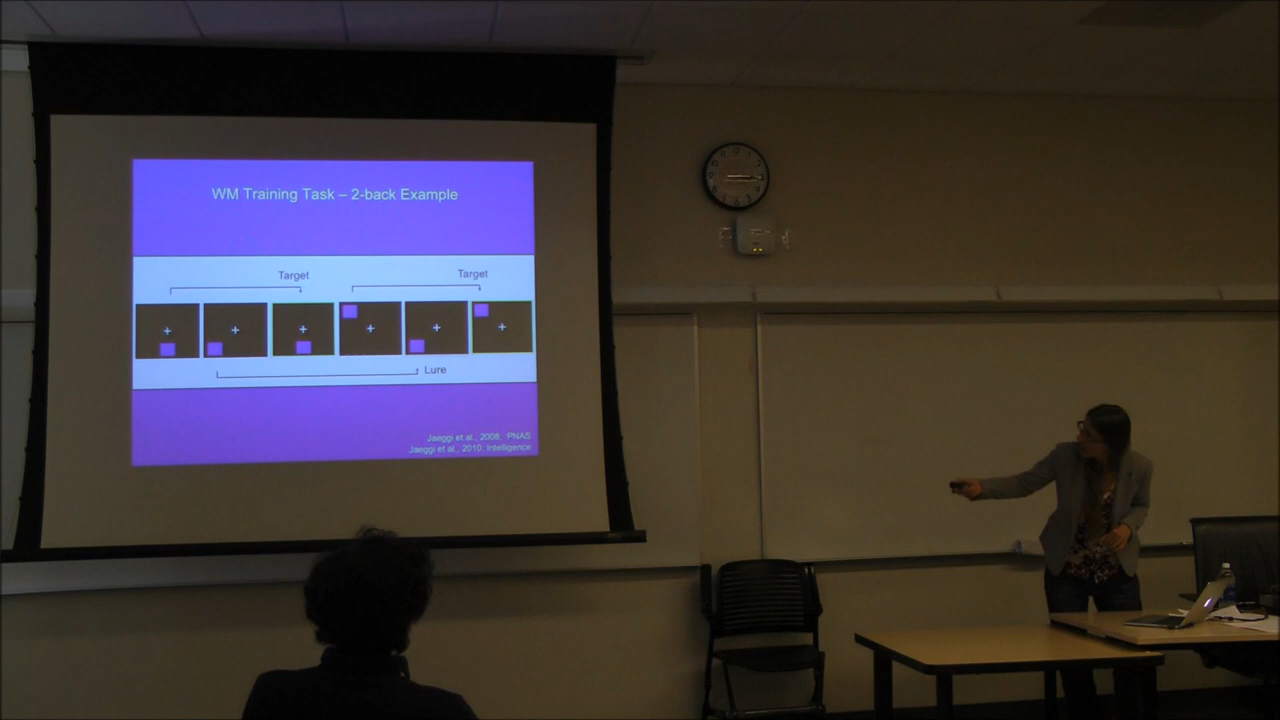 WM Training Task – 2-back Example
Target
Target
Lure
Jaeggi et al., 2008: PNAS
Jaeggi et al., 2010: Intelligence